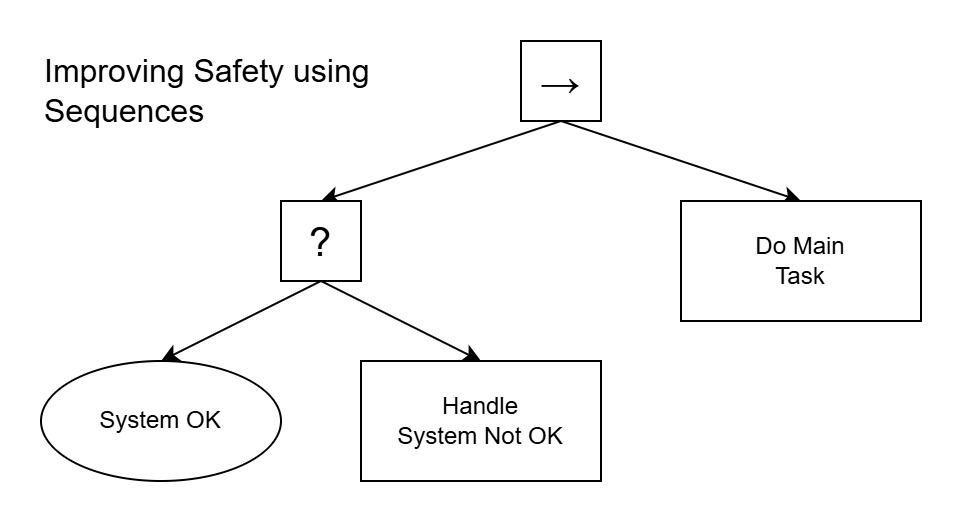 Improving Safety using
Sequences
→
?
Do Main
Task
System OK
Handle
System Not OK